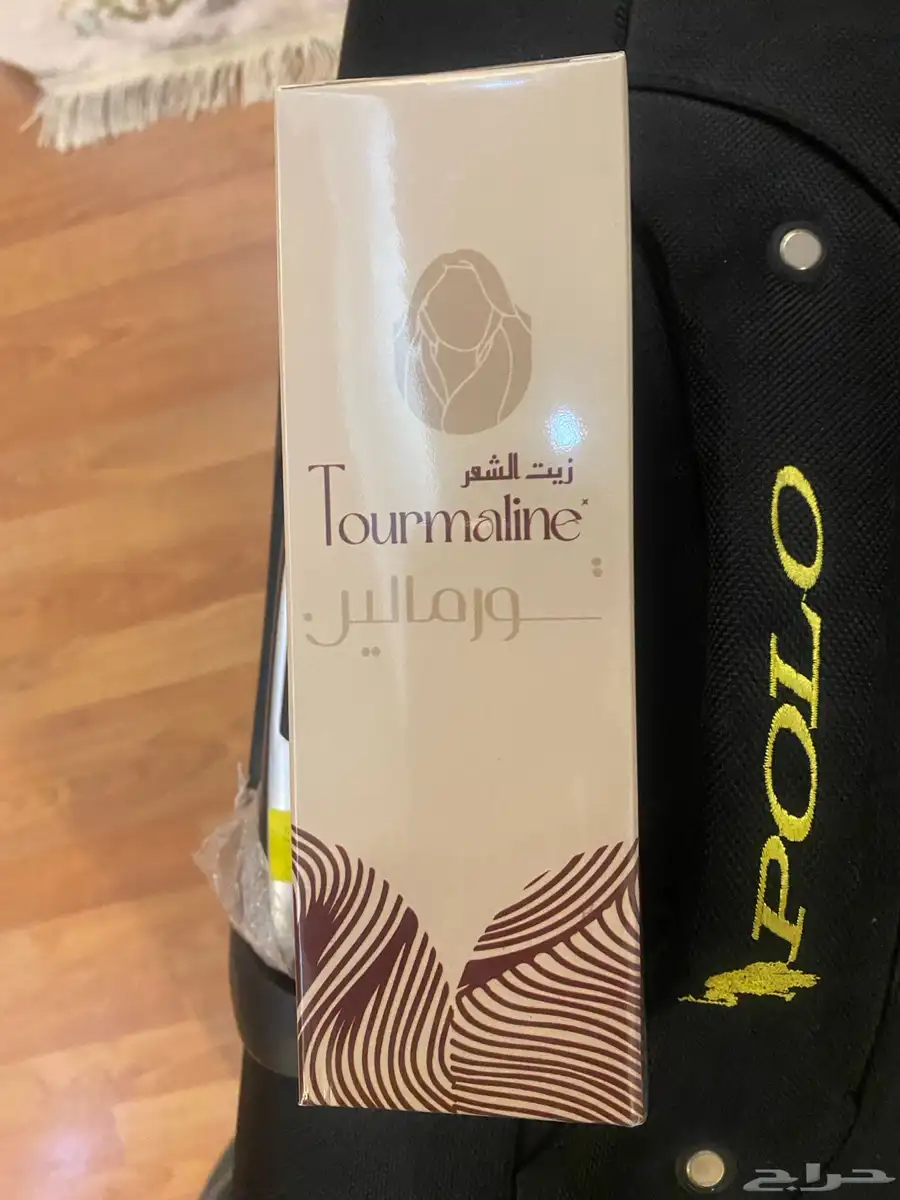 زيت الشعر
Tourmaline
تورمالين
POLO
حراج